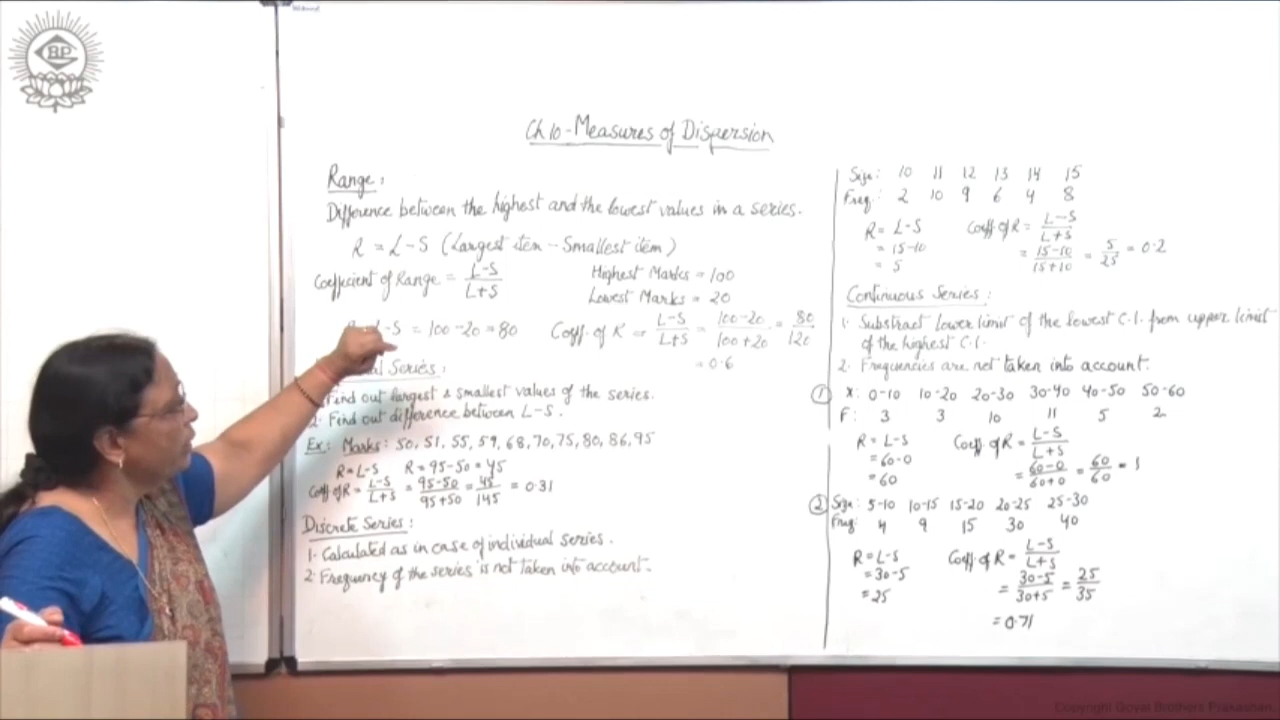 BP
Ch 10 - Measures of Dispersion
Range:
Difference between the highest and the lowest values in a series.
R = L-S (Largest item - Smallest item)
Coefficient of Range = L-S / L+S
Highest Marks = 100
Lowest Marks = 20
L-S = 100-20 = 80
Coeff. of R = L-S / L+S = 100-20 / 100+20 = 80 / 120
= 0.6
Series:
Find out largest & smallest values of the series.
2. Find out difference between L-S.
Ex: Marks: 50, 51, 55, 59, 68, 70, 75, 80, 86, 95
R = L-S R = 95-50 = 45
Coeff of R = L-S / L+S = 95-50 / 95+50 = 45 / 145 = 0.31
Discrete Series:
1. Calculated as in case of individual series.
2. Frequency of the series is not taken into account.
Size: 10 11 12 13 14 15
Freq: 2 10 9 6 4 8
R = L-S
= 15-10
= 5
Coeff of R = L-S / L+S
= 15-10 / 15+10 = 5 / 25 = 0.2
Continuous Series:
1. Substract lower limit of the lowest C.I. from upper limit
of the highest C.I.
2. Frequencies are not taken into account.
1 X: 0-10 10-20 20-30 30-40 40-50 50-60
F: 3 3 10 11 5 2
R = L-S
= 60-0
= 60
Coeff. of R = L-S / L+S
= 60-0 / 60+0 = 60 / 60 = 1
2 Size: 5-10 10-15 15-20 20-25 25-30
Freq: 4 9 15 30 40
R = L-S
= 30-5
= 25
Coeff. of R = L-S / L+S
= 30-5 / 30+5 = 25 / 35
= 0.71
Copyright Goyal Brothers Prakashan